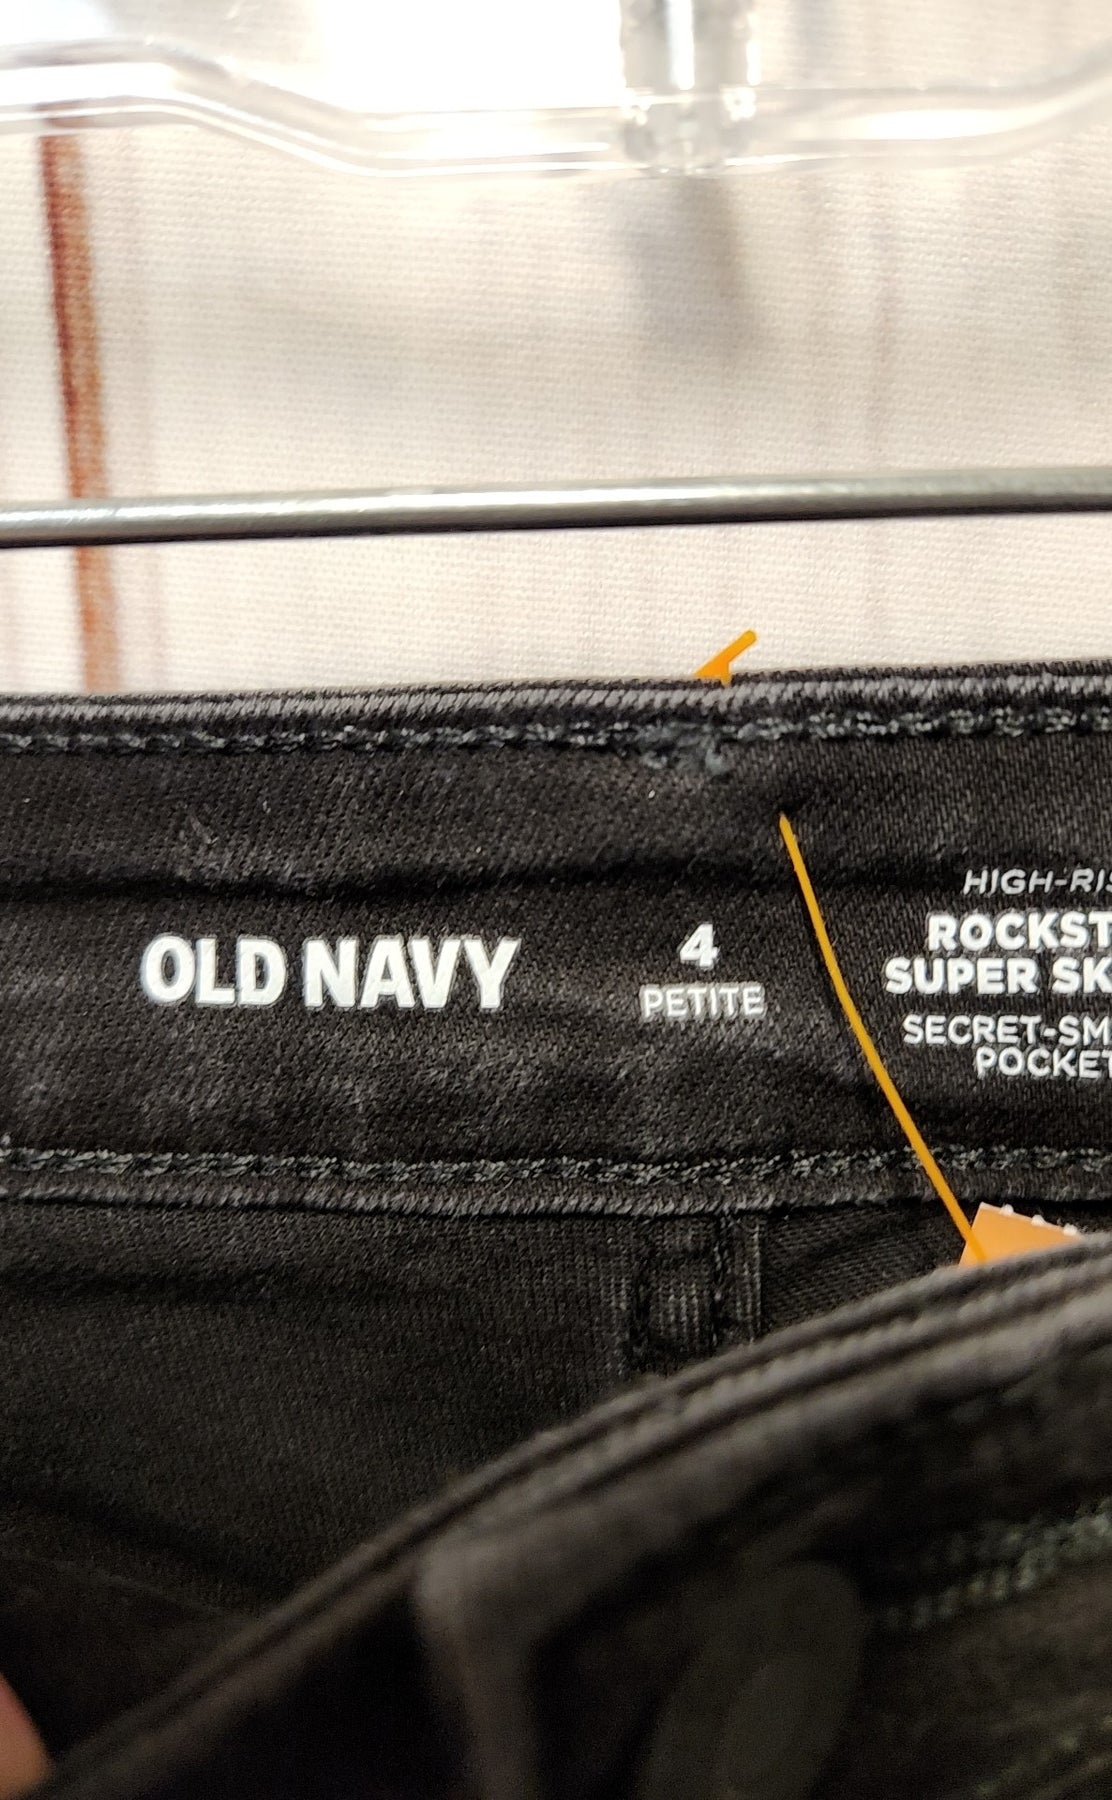 OLD NAVY
4
PETITE
HIGH-RIS
ROCKST
SUPER SK
SECRET-SM
POCKET